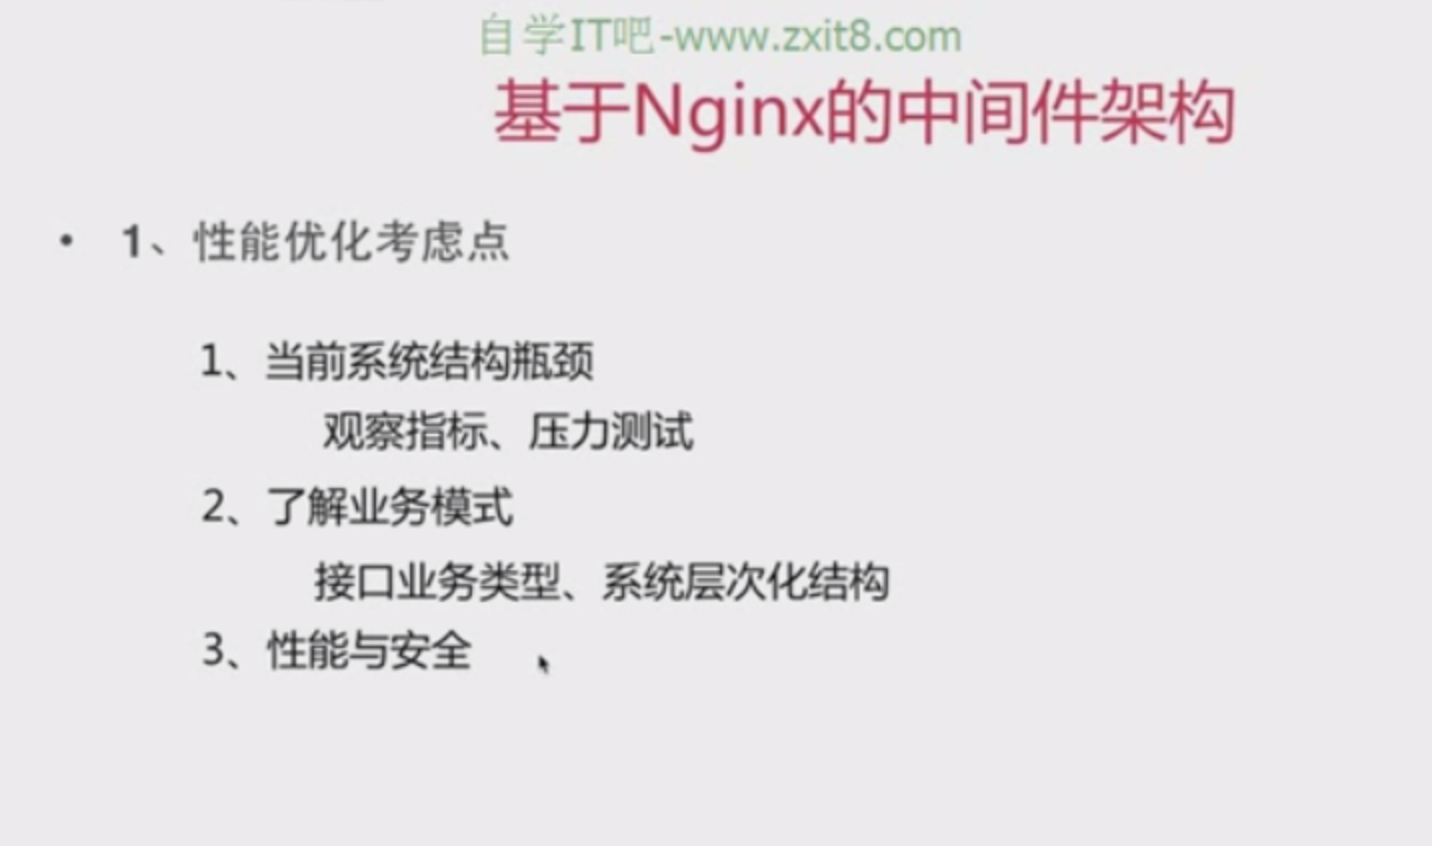 自学IT吧-www.zxit8.com
基于Nginx的中间件架构
• 1、性能优化考虑点
1、当前系统结构瓶颈
观察指标、压力测试
2、了解业务模式
接口业务类型、系统层次化结构
3、性能与安全